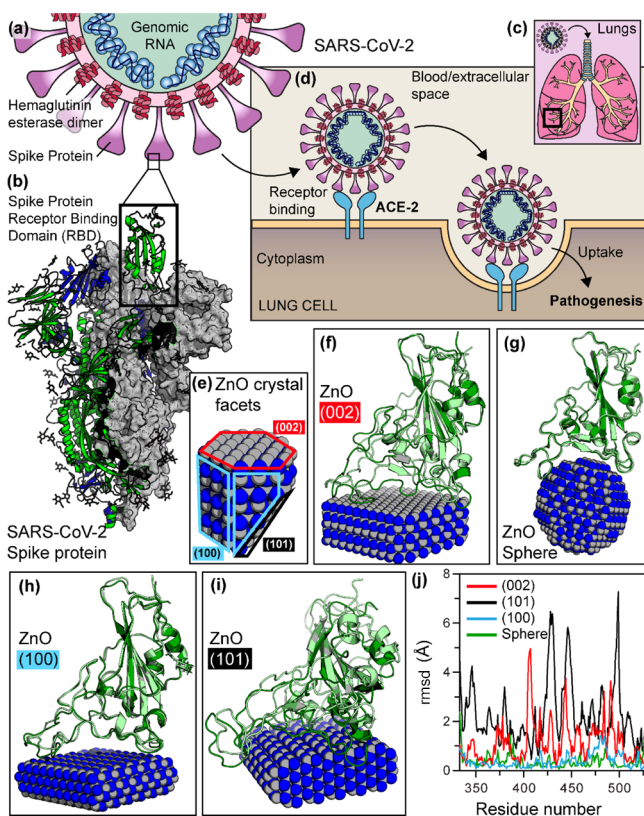 (a)
Genomic
RNA
SARS-CoV-2
Hemaglutinin
esterase dimer
Spike Protein
(b)
Spike Protein
Receptor Binding
Domain (RBD)
SARS-CoV-2
Spike protein
(c)
Lungs
(d)
Blood/extracellular
space
Receptor
binding
ACE-2
Cytoplasm
Uptake
LUNG CELL
Pathogenesis
(e)
ZnO crystal
facets
(002)
(100)
(101)
(f)
ZnO
(002)
(g)
ZnO
Sphere
(h)
ZnO
(100)
(i)
ZnO
(101)
(j)
(002)
(101)
(100)
Sphere
rmsd (Å)
8
6
4
2
0
350 400 450 500
Residue number